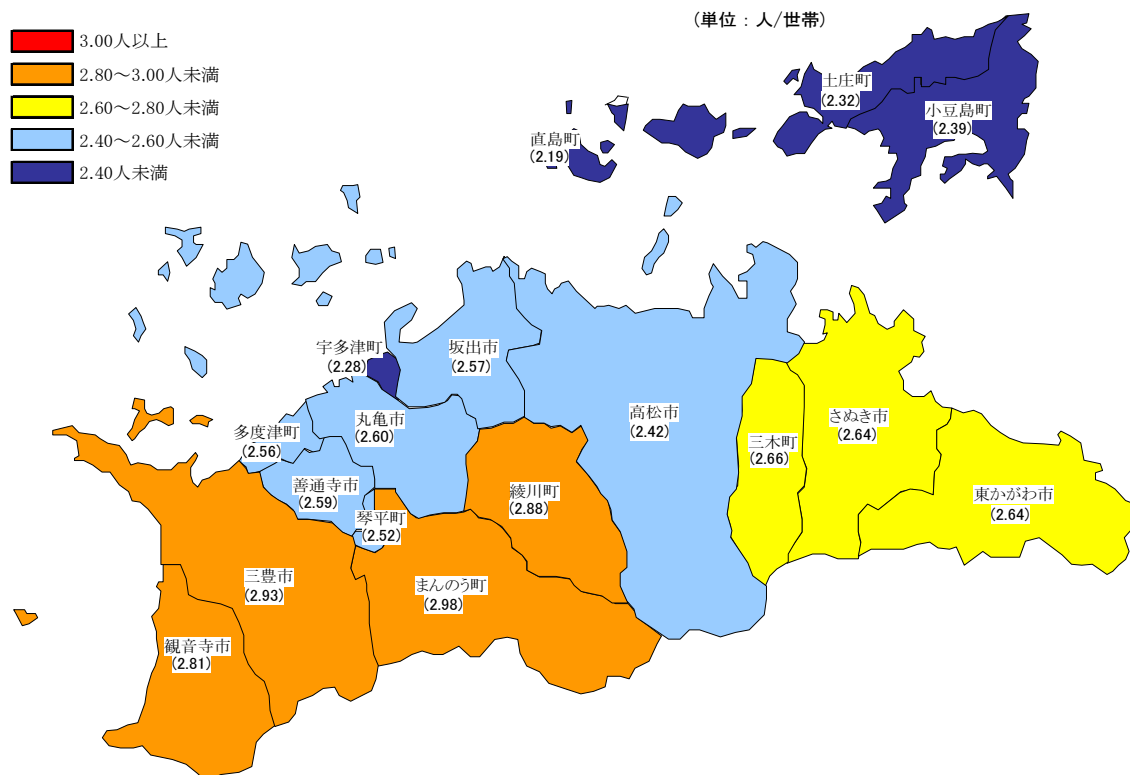 (単位:人/世帯)
3.00人以上
2.80～3.00人未満
2.60～2.80人未満
2.40～2.60人未満
2.40人未満
土庄町
(2.32)
小豆島町
(2.39)
直島町
(2.19)
宇多津町
(2.28)
坂出市
(2.57)
高松市
(2.42)
丸亀市
(2.60)
多度津町
(2.56)
善通寺市
(2.59)
琴平町
(2.52)
綾川町
(2.88)
三木町
(2.66)
さぬき市
(2.64)
東かがわ市
(2.64)
三豊市
(2.93)
まんのう町
(2.98)
観音寺市
(2.81)